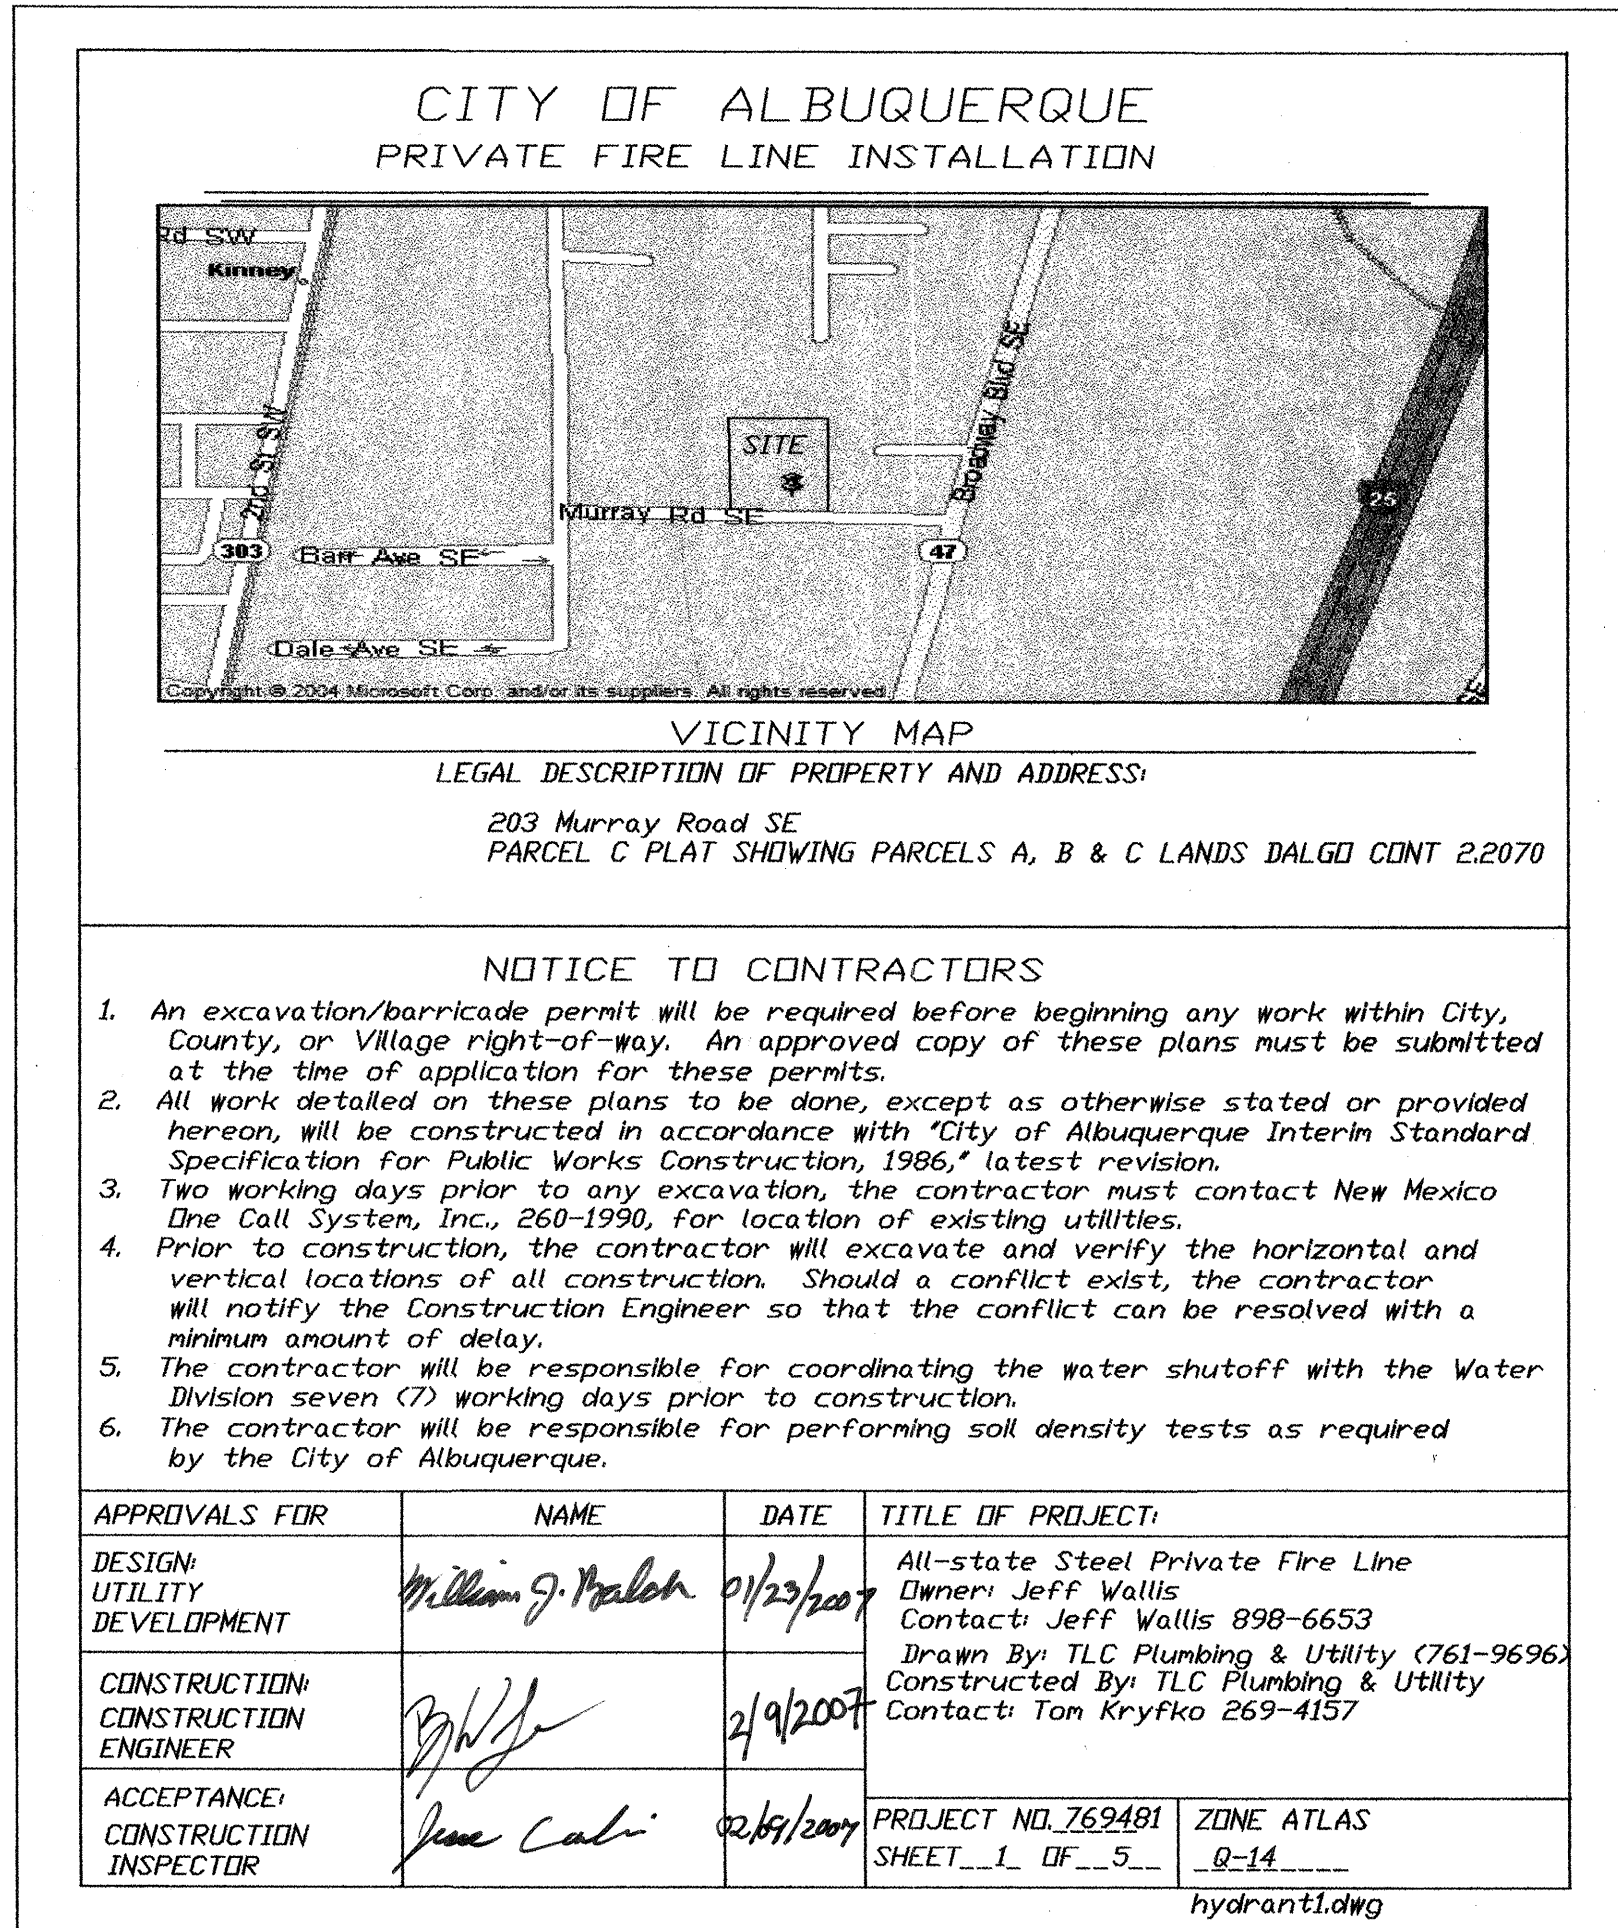 CITY OF ALBUQUERQUE
PRIVATE FIRE LINE INSTALLATION
Rd SW
Kinney
2nd St SW
303
Barr Ave SE
Dale Ave SE
Murray Rd SE
SITE
Broadway Blvd SE
47
25
SE
Copyright © 2004 Microsoft Corp. and/or its suppliers. All rights reserved.
VICINITY MAP
LEGAL DESCRIPTION OF PROPERTY AND ADDRESS:
203 Murray Road SE
PARCEL C PLAT SHOWING PARCELS A, B & C LANDS DALGO CONT 2.2070
NOTICE TO CONTRACTORS
1. An excavation/barricade permit will be required before beginning any work within City,
County, or Village right-of-way. An approved copy of these plans must be submitted
at the time of application for these permits.
2. All work detailed on these plans to be done, except as otherwise stated or provided
hereon, will be constructed in accordance with "City of Albuquerque Interim Standard
Specification for Public Works Construction, 1986," latest revision.
3. Two working days prior to any excavation, the contractor must contact New Mexico
One Call System, Inc., 260-1990, for location of existing utilities.
4. Prior to construction, the contractor will excavate and verify the horizontal and
vertical locations of all construction. Should a conflict exist, the contractor
will notify the Construction Engineer so that the conflict can be resolved with a
minimum amount of delay.
5. The contractor will be responsible for coordinating the water shutoff with the Water
Division seven (7) working days prior to construction.
6. The contractor will be responsible for performing soil density tests as required
by the City of Albuquerque.
APPROVALS FOR NAME DATE
DESIGN:
UTILITY
DEVELOPMENT
William J. 01/23/2007
CONSTRUCTION:
CONSTRUCTION
ENGINEER
2/9/2007
ACCEPTANCE:
CONSTRUCTION
INSPECTOR
02/09/2007
TITLE OF PROJECT:
All-state Steel Private Fire Line
Owner: Jeff Wallis
Contact: Jeff Wallis 898-6653
Drawn By: TLC Plumbing & Utility (761-9696)
Constructed By: TLC Plumbing & Utility
Contact: Tom Kryfko 269-4157
PROJECT NO. 769481
SHEET__1_ OF__5__
ZONE ATLAS
_Q-14____
hydrant1.dwg